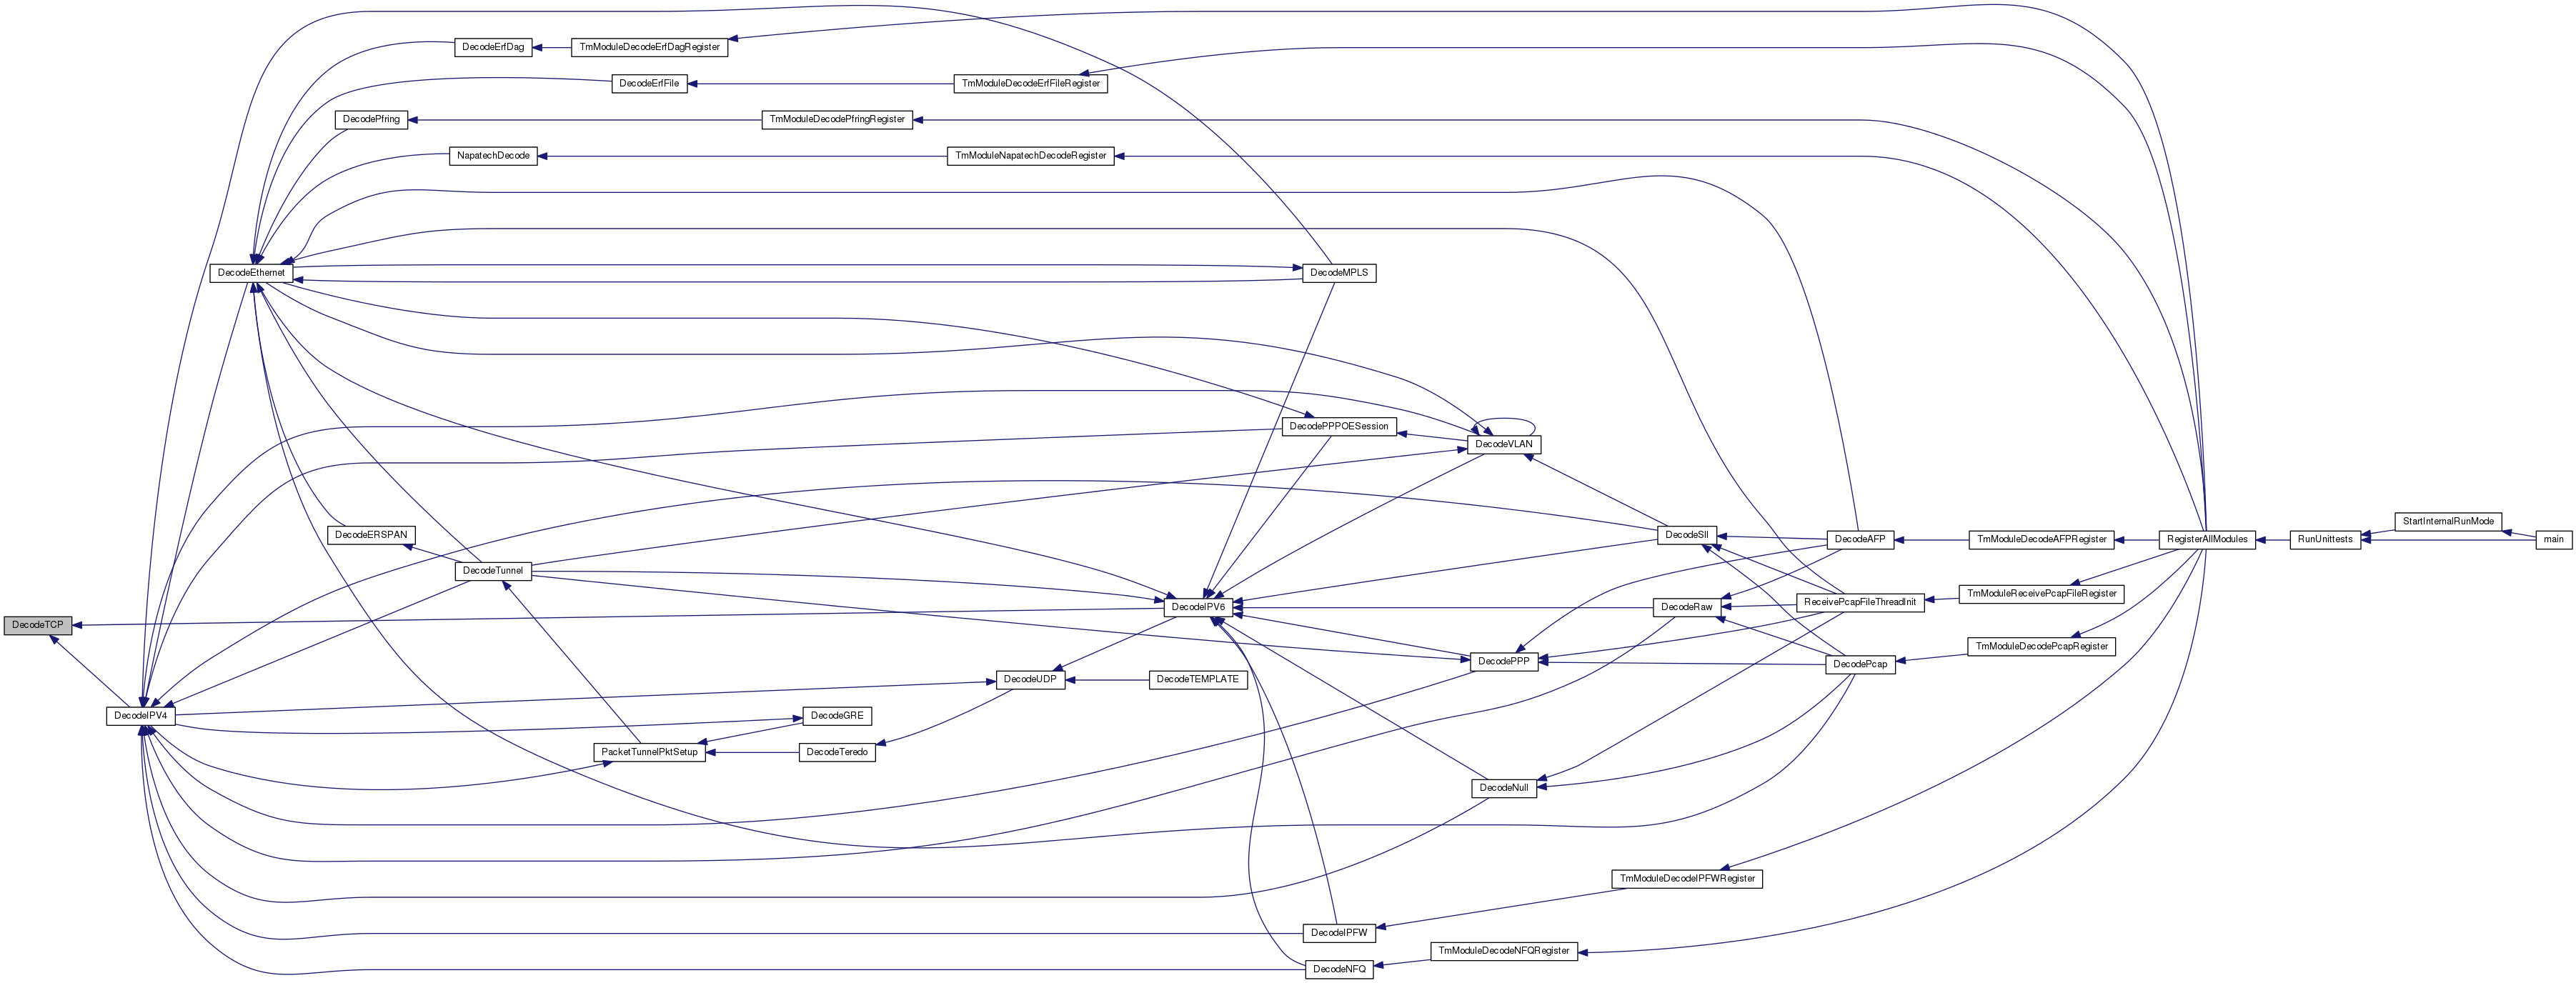 DecodeErfDag
TmModuleDecodeErfDagRegister
DecodeErfFile
TmModuleDecodeErfFileRegister
DecodePfring
TmModuleDecodePfringRegister
NapatechDecode
TmModuleNapatechDecodeRegister
DecodeEthernet
DecodeMPLS
DecodePPPOESession
DecodeVLAN
DecodeERSPAN
DecodeSll
DecodeAFP
TmModuleDecodeAFPRegister
RegisterAllModules
RunUnittests
StartInternalRunMode
main
DecodeTunnel
DecodeIPV6
DecodeRaw
ReceivePcapFileThreadInit
TmModuleReceivePcapFileRegister
DecodeTCP
DecodePPP
DecodePcap
TmModuleDecodePcapRegister
DecodeUDP
DecodeTEMPLATE
DecodeIPV4
DecodeGRE
PacketTunnelPktSetup
DecodeTeredo
DecodeNull
TmModuleDecodeIPFWRegister
DecodeIPFW
TmModuleDecodeNFQRegister
DecodeNFQ